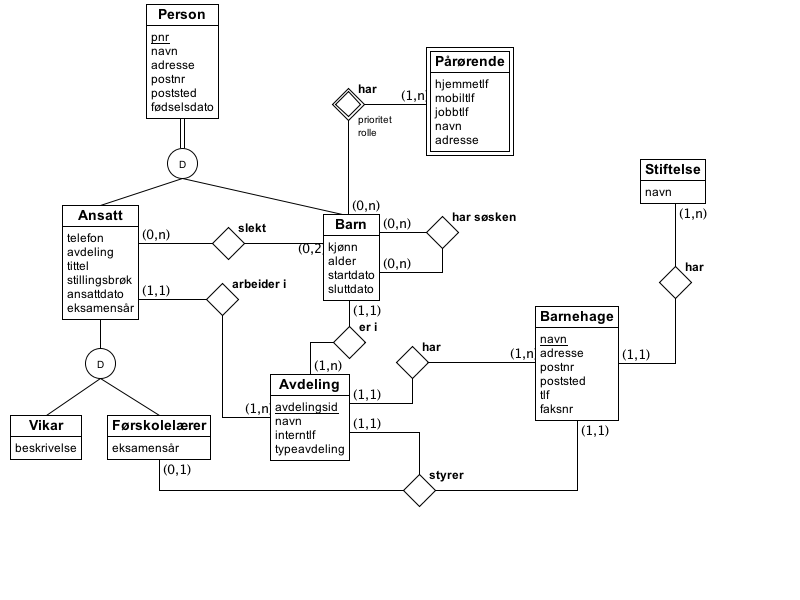 Person
pnr
navn
adresse
postnr
poststed
fødselsdato
D
har
(1,n)
prioritet
rolle
(0,n)
Pårørende
hjemmetlf
mobiltlf
jobbtlf
navn
adresse
Stiftelse
navn
(1,n)
har
(1,1)
Ansatt
telefon
avdeling
tittel
stillingsbrøk
ansattdato
eksamensår
(0,n)
slekt
(0,2
(1,1)
arbeider i
(1,n
Barn
kjønn
alder
startdato
sluttdato
(0,n)
har søsken
(0,n)
(1,1)
er i
(1,n)
Barnehage
navn
adresse
postnr
poststed
tlf
faksnr
har
(1,n)
(1,1)
(1,1)
D
Vikar
beskrivelse
Førskolelærer
eksamensår
(0,1)
Avdeling
avdelingsid
navn
interntlf
typeavdeling
(1,1)
styrer
(1,1)